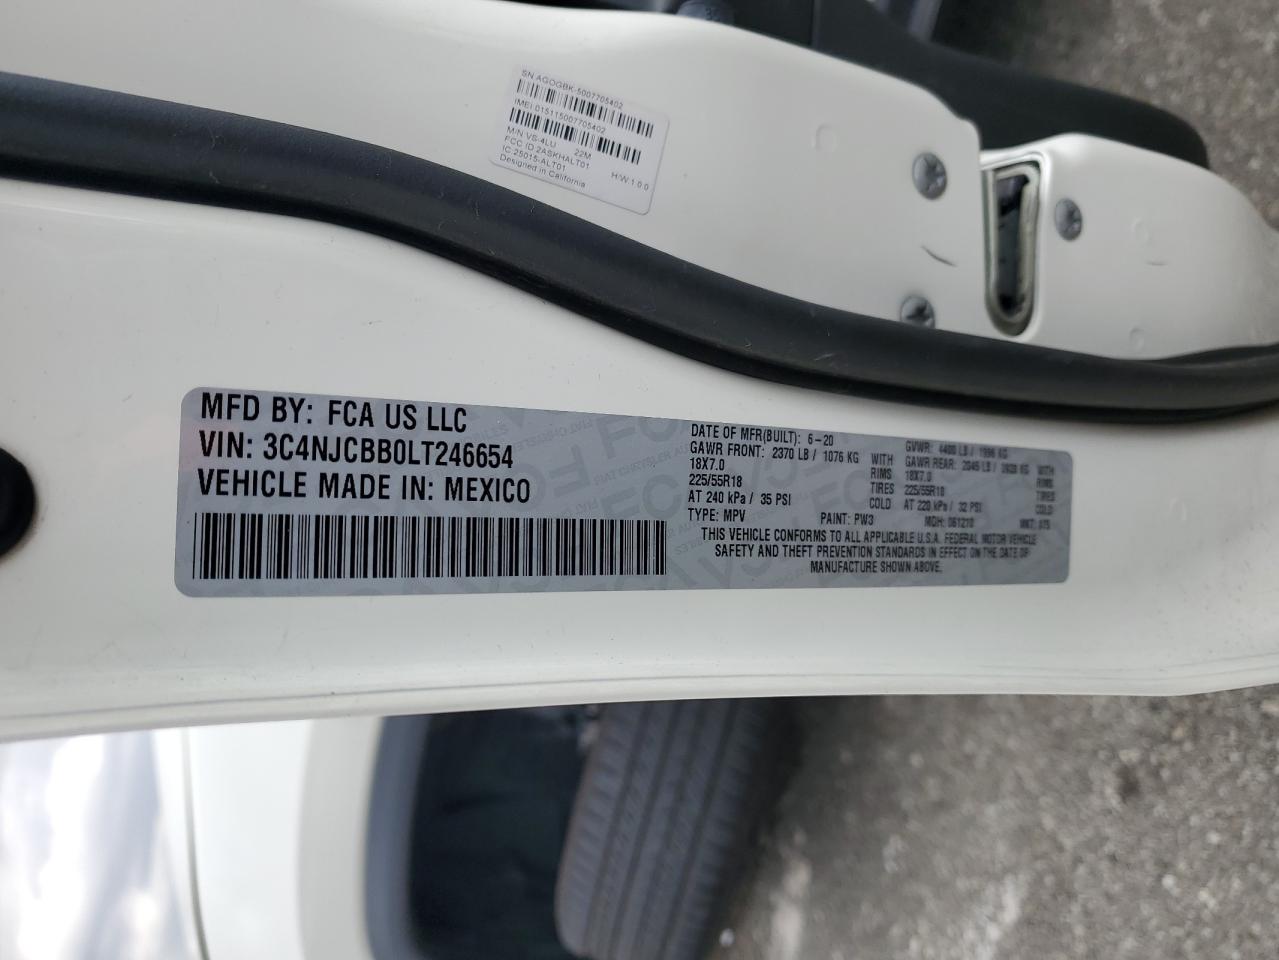 SN AGOGBK-5007705402
IMEI 015115007705402
M/N VS-4LU 22M
FCC ID 2ASKHALT01
IC 25015-ALT01 H/W 1.0.0
Designed in California
MFD BY: FCA US LLC
VIN: 3C4NJCBB0LT246654
VEHICLE MADE IN: MEXICO
DATE OF MFR(BUILT): 6-20 GVWR: 4400 LB / 1996 KG
GAWR FRONT: 2370 LB / 1076 KG WITH GAWR REAR: 2045 LB / KG WITH
18X7.0 RIMS 18X7.0 RIMS
225/55R18 TIRES 225/55R18 TIRES
AT 240 kPa / 35 PSI COLD AT 220 kPa / 32 PSI COLD
TYPE: MPV PAINT: PW3 MDH: 061210
THIS VEHICLE CONFORMS TO ALL APPLICABLE U.S.A. FEDERAL MOTOR VEHICLE
SAFETY AND THEFT PREVENTION STANDARDS IN EFFECT ON THE DATE OF
MANUFACTURE SHOWN ABOVE.